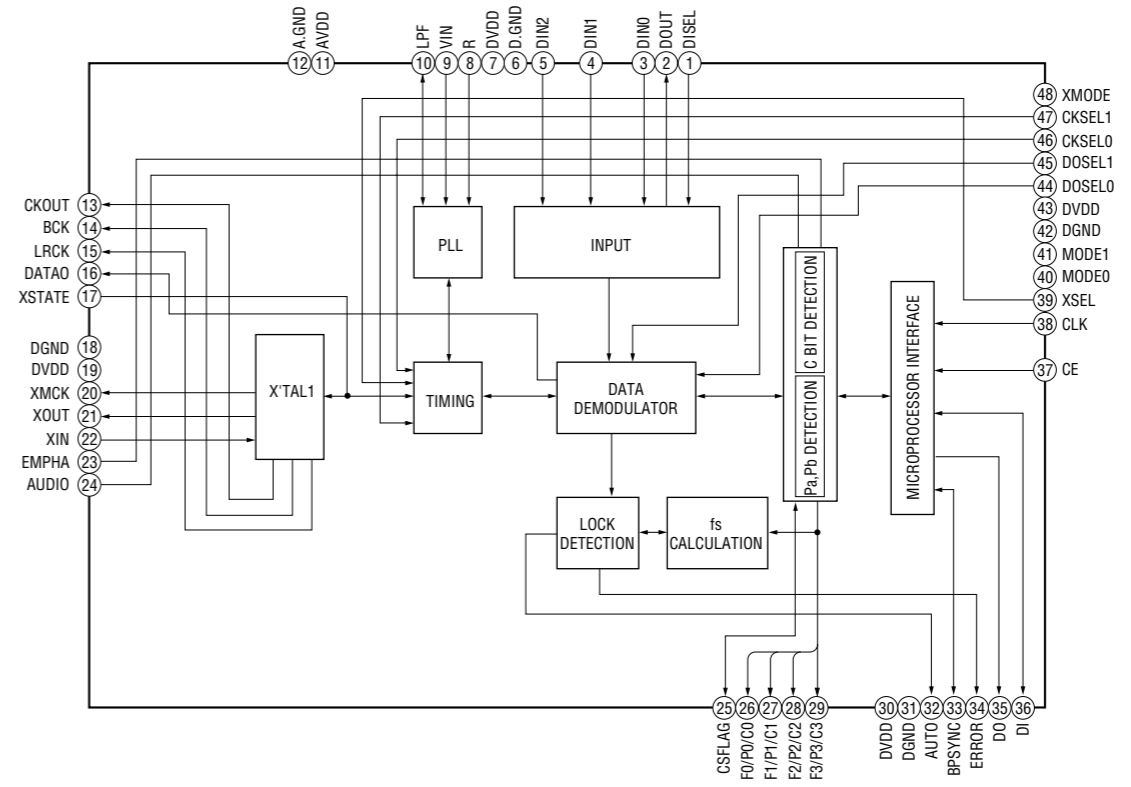 A.GND
AVDD
LPF
VIN
R
DVDD
D.GND
DIN2
DIN1
DIN0
DOUT
DISEL
12
11
10
9
8
7
6
5
4
3
2
1
48 XMODE
47 CKSEL1
46 CKSEL0
45 DOSEL1
44 DOSEL0
43 DVDD
42 DGND
41 MODE1
40 MODE0
39 XSEL
38 CLK
37 CE
CKOUT 13
BCK 14
LRCK 15
DATAO 16
XSTATE 17
DGND 18
DVDD 19
XMCK 20
XOUT 21
XIN 22
EMPHA 23
AUDIO 24
PLL
INPUT
X'TAL1
TIMING
DATA
DEMODULATOR
C BIT DETECTION
Pa,Pb DETECTION
MICROPROCESSOR INTERFACE
LOCK
DETECTION
fs
CALCULATION
25
26
27
28
29
30
31
32
33
34
35
36
CSFLAG
F0/P0/C0
F1/P1/C1
F2/P2/C2
F3/P3/C3
DVDD
DGND
AUTO
BPSYNC
ERROR
DO
DI